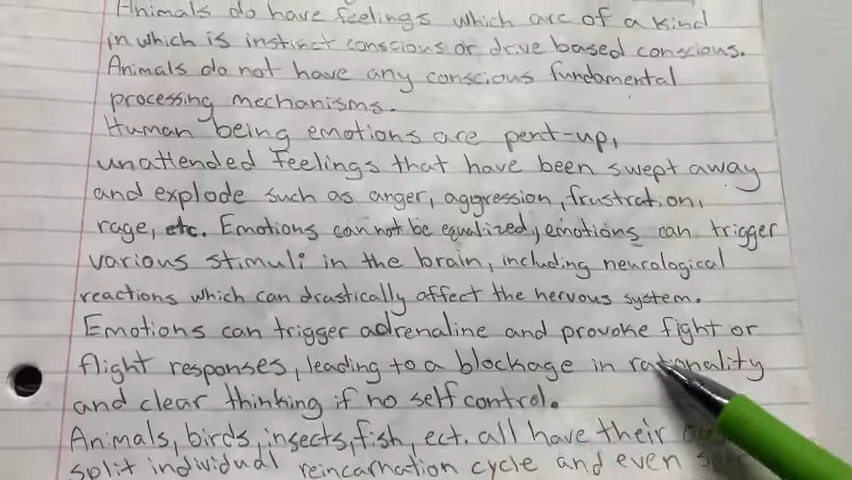 Animals do have feelings which are of a kind
in which is instinct conscious or drive based conscious.
Animals do not have any conscious fundamental
processing mechanisms.
Human being emotions are pent-up,
unattended feelings that have been swept away
and explode such as anger, aggression, frustration,
rage, etc. Emotions cannot be equalized, emotions can trigger
various stimuli in the brain, including neurological
reactions which can drastically affect the nervous system.
Emotions can trigger adrenaline and provoke fight or
flight responses, leading to a blockage in rationality
and clear thinking if no self control.
Animals, birds, insects, fish, ect. all have their
split individual reincarnation cycle and even